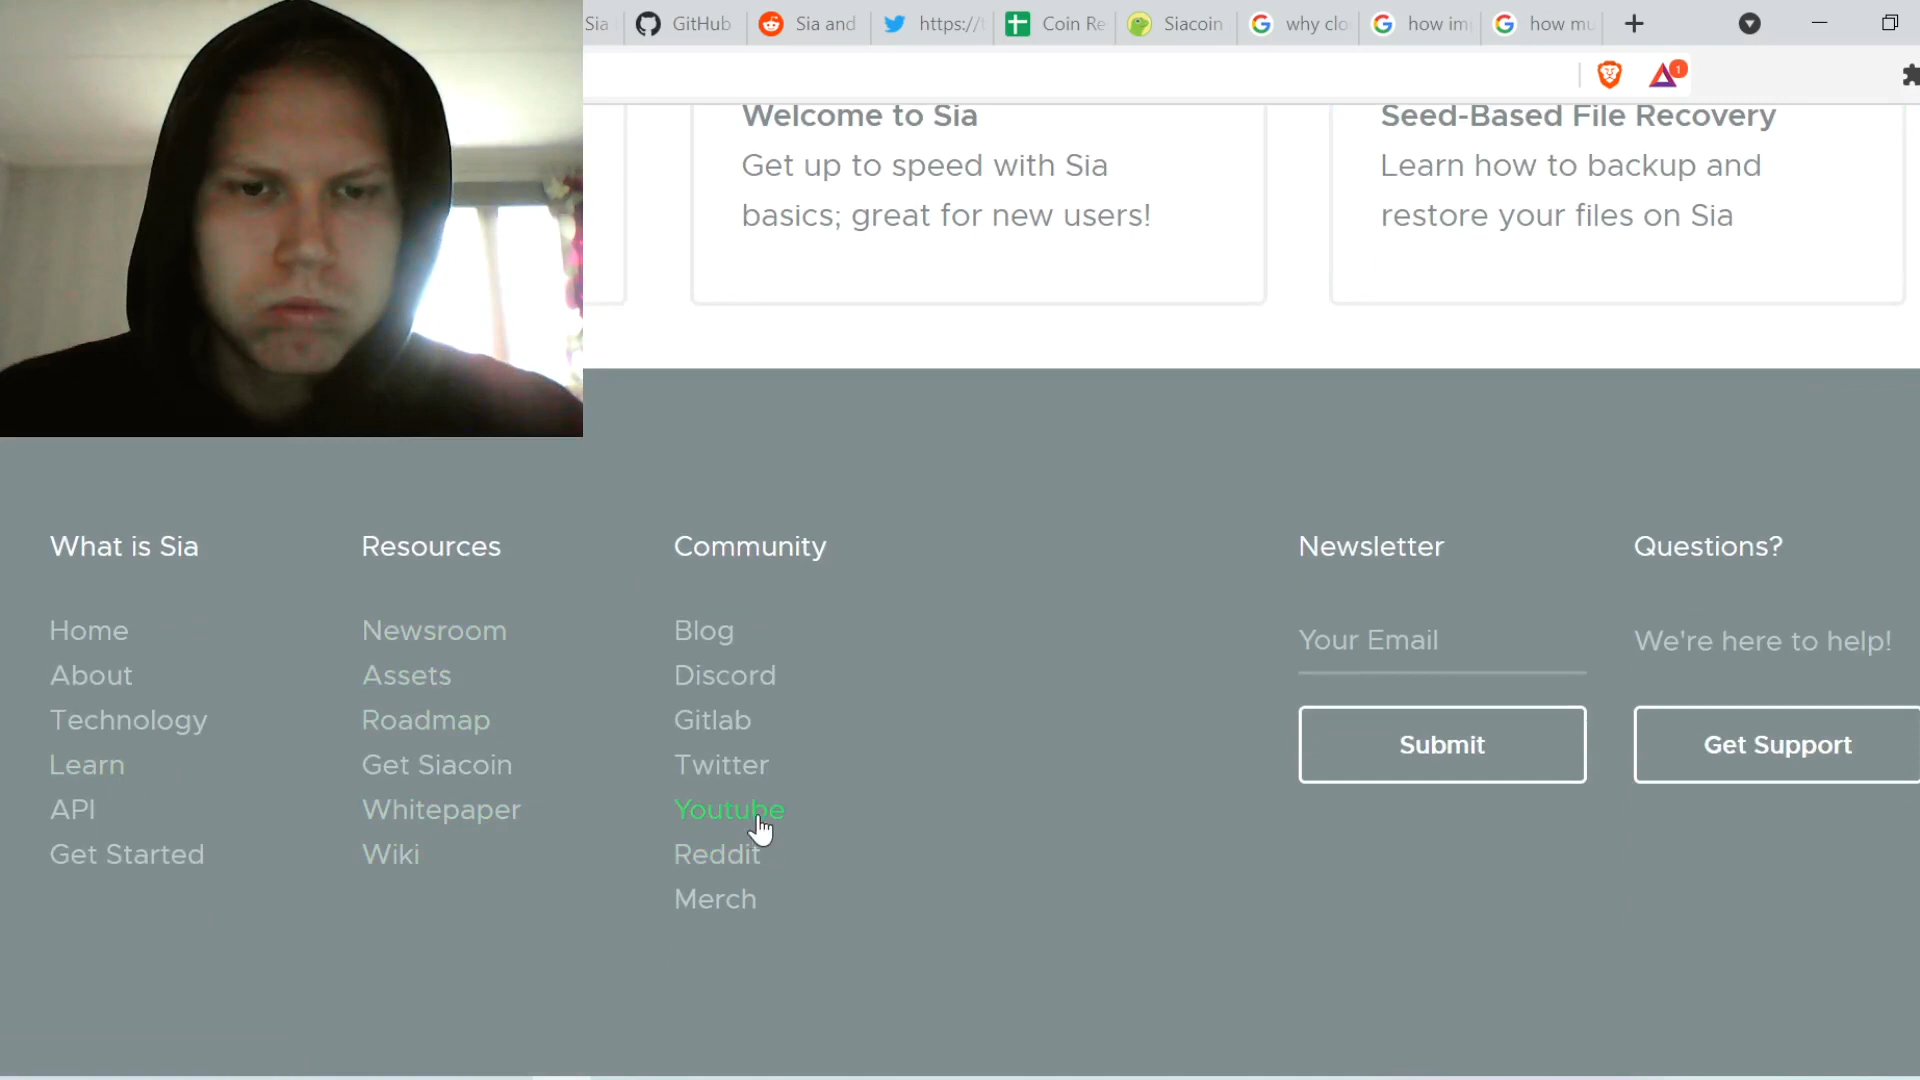 Sia
GitHub
Sia and
https://t
Coin Re
Siacoin
why clo
how im
how mu
1
Welcome to Sia
Get up to speed with Sia
basics; great for new users!
Seed-Based File Recovery
Learn how to backup and
restore your files on Sia
What is Sia
Home
About
Technology
Learn
API
Get Started
Resources
Newsroom
Assets
Roadmap
Get Siacoin
Whitepaper
Wiki
Community
Blog
Discord
Gitlab
Twitter
Youtube
Reddit
Merch
Newsletter
Your Email
Submit
Questions?
We're here to help!
Get Support